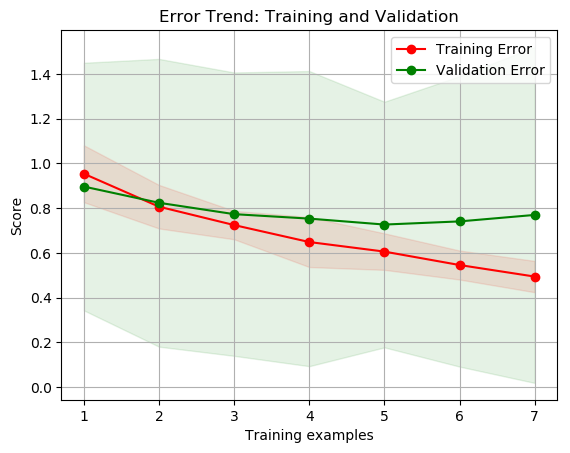 Error Trend: Training and Validation
Training Error
Validation Error
Score
1.4
1.2
1.0
0.8
0.6
0.4
0.2
0.0
1 2 3 4 5 6 7
Training examples